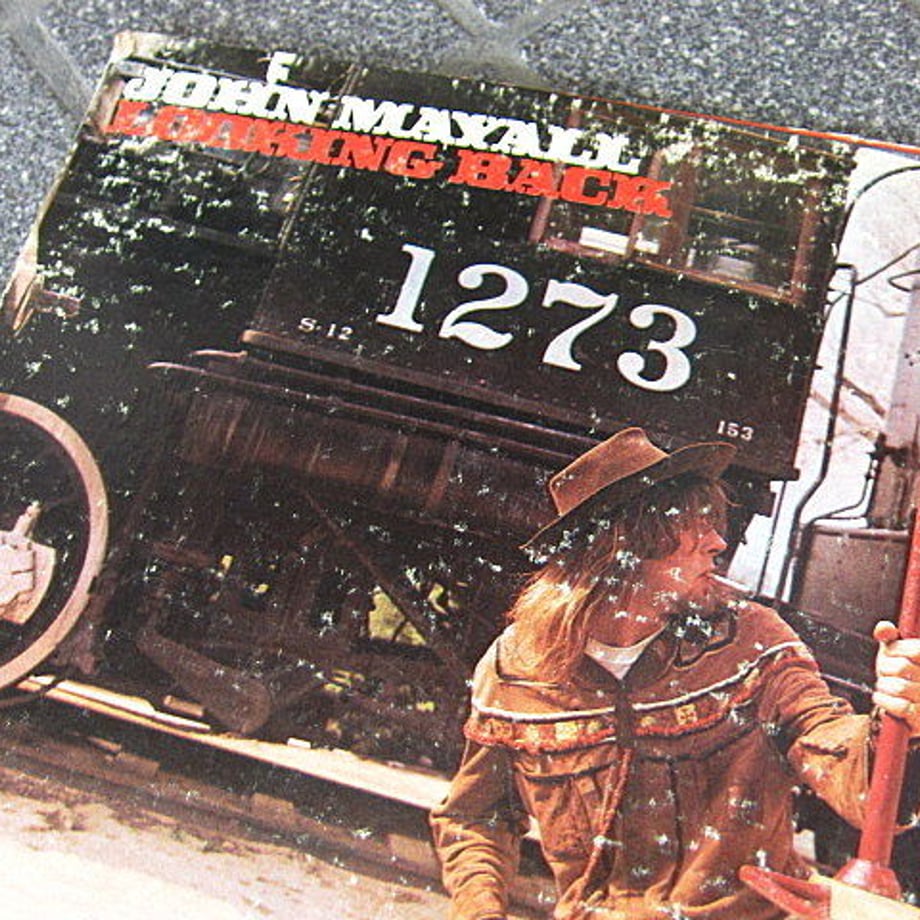 JOHN MAYALL
LOOKING BACK
1273
S-12
153